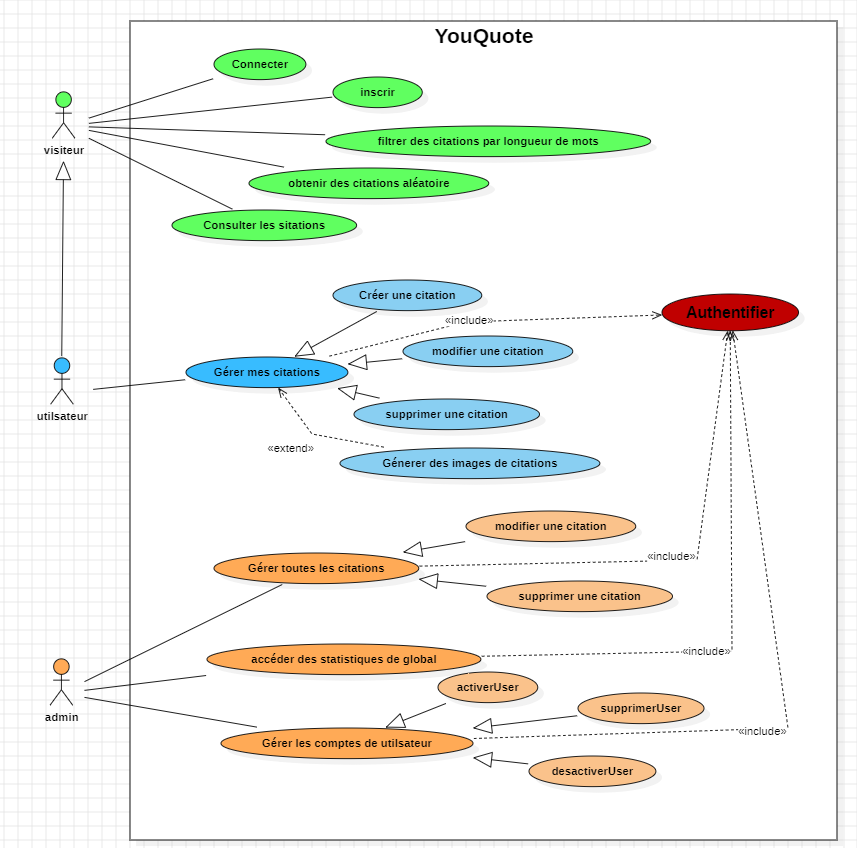 YouQuote
Connecter
inscrir
visiteur
filtrer des citations par longueur de mots
obtenir des citations aléatoire
Consulter les sitations
Créer une citation
«include»
Authentifier
modifier une citation
Gérer mes citations
utilsateur
supprimer une citation
«extend»
Génerer des images de citations
modifier une citation
«include»
Gérer toutes les citations
supprimer une citation
«include»
accéder des statistiques de global
activerUser
supprimerUser
admin
«include»
Gérer les comptes de utilsateur
desactiverUser